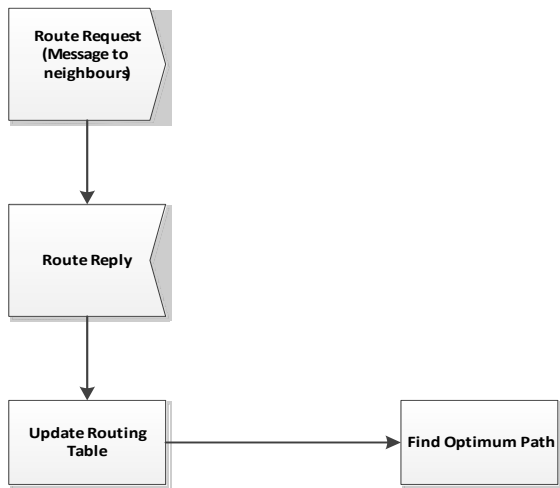 Route Request
(Message to
neighbours)
Route Reply
Update Routing
Table
Find Optimum Path